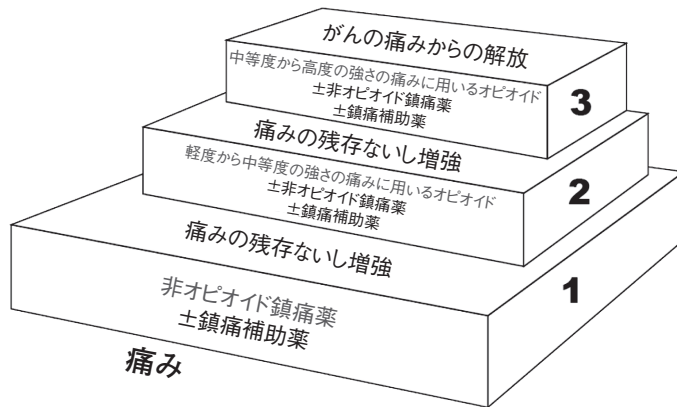 がんの痛みからの解放
中等度から高度の強さの痛みに用いるオピオイド
±非オピオイド鎮痛薬
±鎮痛補助薬
3
痛みの残存ないし増強
軽度から中等度の強さの痛みに用いるオピオイド
±非オピオイド鎮痛薬
±鎮痛補助薬
2
痛みの残存ないし増強
非オピオイド鎮痛薬
±鎮痛補助薬
1
痛み